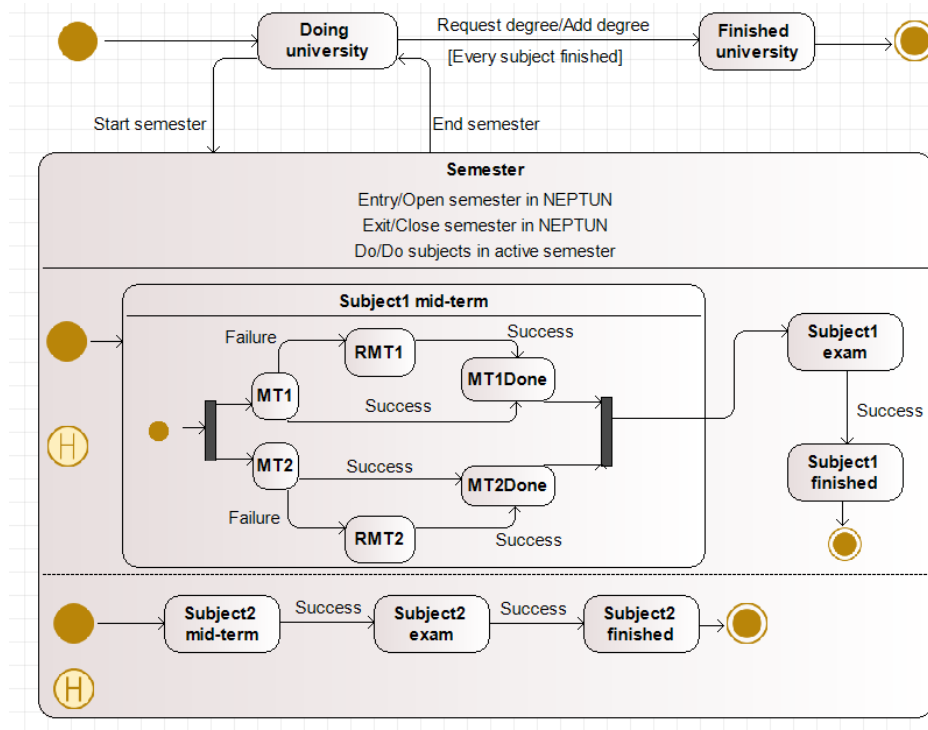 Doing
university
Request degree/Add degree
[Every subject finished]
Finished
university
Start semester
End semester
Semester
Entry/Open semester in NEPTUN
Exit/Close semester in NEPTUN
Do/Do subjects in active semester
Subject1 mid-term
Failure
RMT1
Success
MT1
MT1Done
Success
Subject1
exam
Success
H
MT2
Success
MT2Done
Subject1
finished
Failure
RMT2
Success
Subject2
mid-term
Success
Subject2
exam
Success
Subject2
finished
H